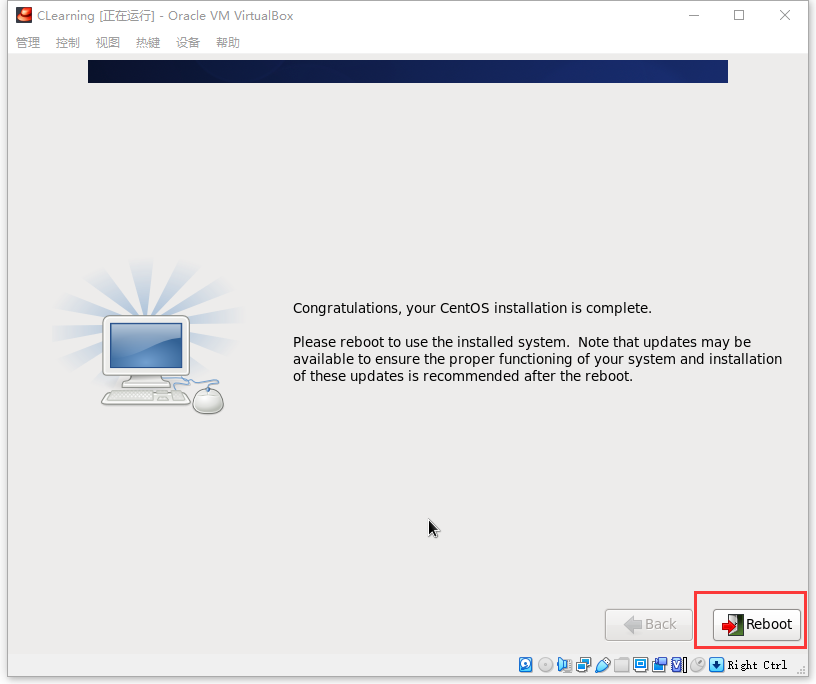 CLearning [正在运行] - Oracle VM VirtualBox
管理 控制 视图 热键 设备 帮助
Congratulations, your CentOS installation is complete.
Please reboot to use the installed system.  Note that updates may be
available to ensure the proper functioning of your system and installation
of these updates is recommended after the reboot.
Back Reboot
Right Ctrl